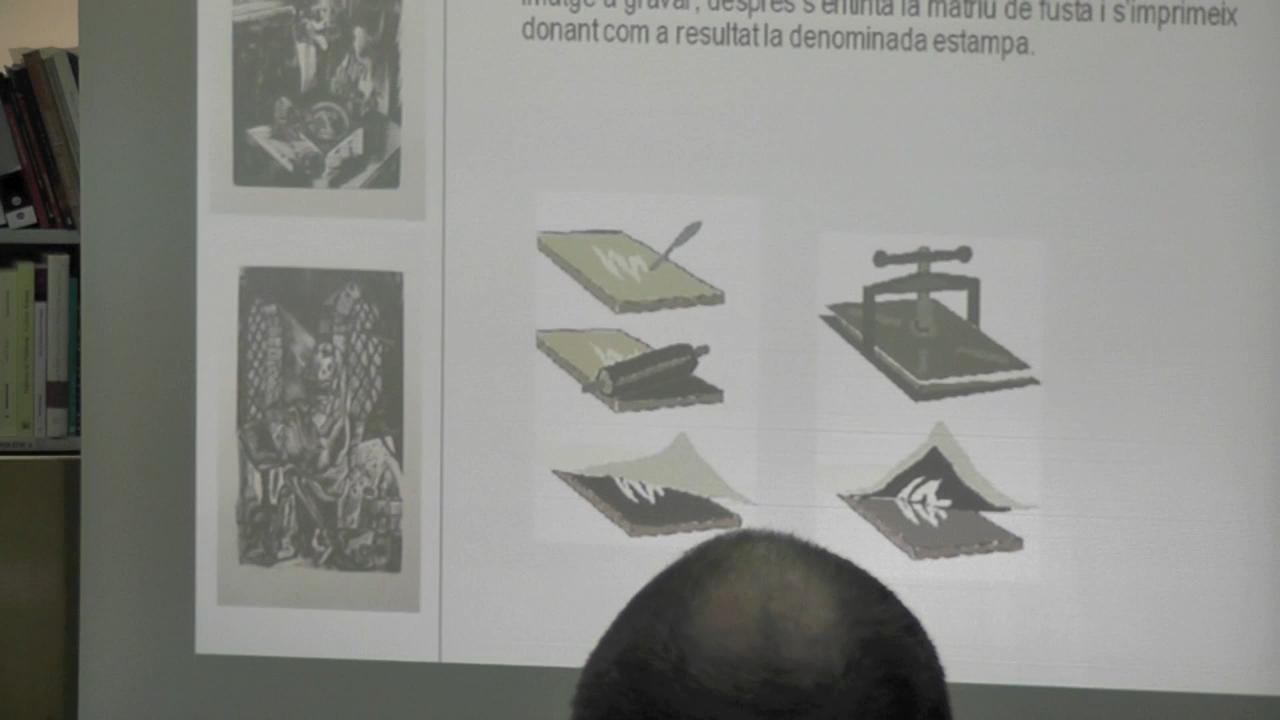 imatge a gravar, després s'entinta la matriu de fusta i s'imprimeix
donant com a resultat la denominada estampa.